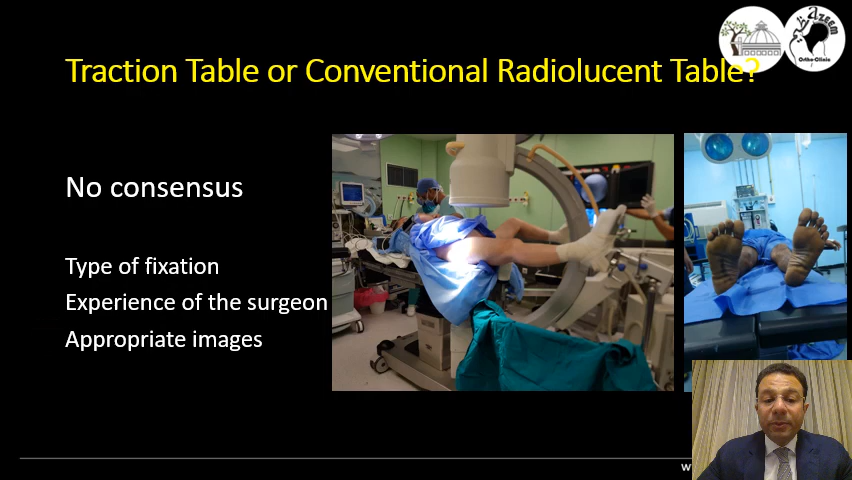 Traction Table or Conventional Radiolucent Table?
Azeem
Ortho-Clinic
No consensus
Type of fixation
Experience of the surgeon
Appropriate images
w